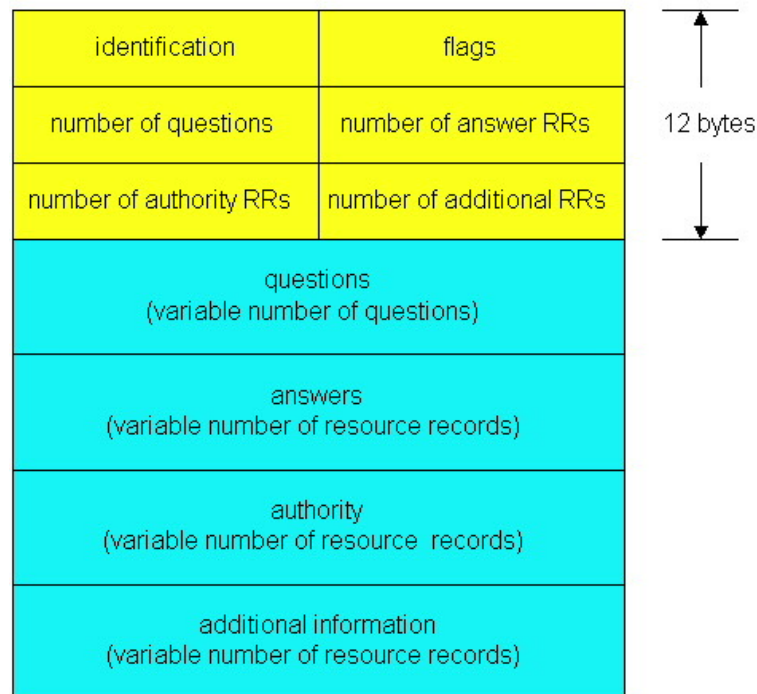 identification
flags
number of questions
number of answer RRs
12 bytes
number of authority RRs
number of additional RRs
questions
(variable number of questions)
answers
(variable number of resource records)
authority
(variable number of resource records)
additional information
(variable number of resource records)